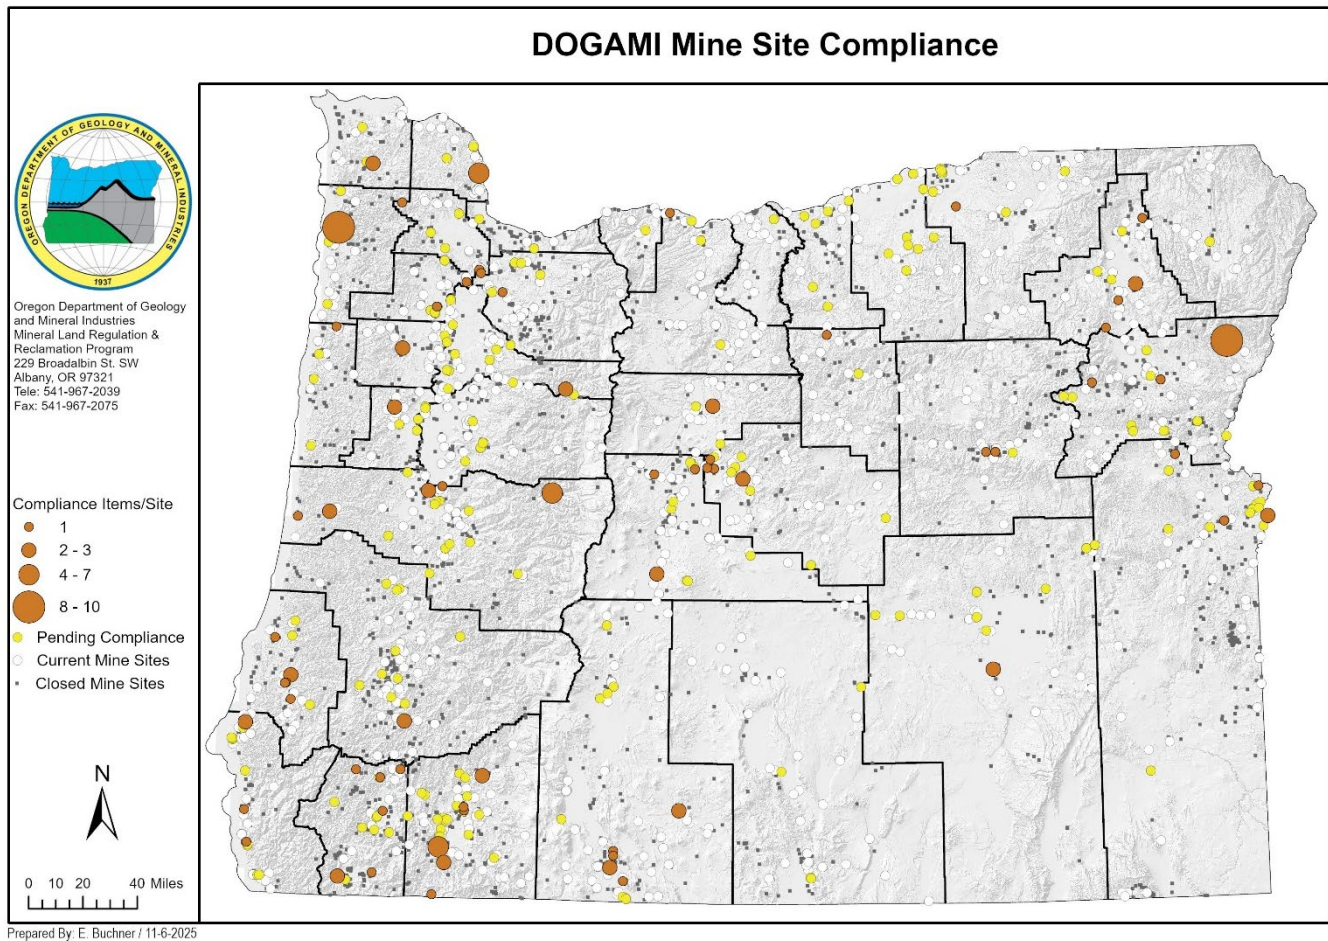 DOGAMI Mine Site Compliance
OREGON DEPARTMENT OF GEOLOGY AND MINERAL INDUSTRIES
1937
Oregon Department of Geology
and Mineral Industries
Mineral Land Regulation &
Reclamation Program
229 Broadalbin St. SW
Albany, OR 97321
Tele: 541-967-2039
Fax: 541-967-2075
Compliance Items/Site
1
2 - 3
4 - 7
8 - 10
Pending Compliance
Current Mine Sites
Closed Mine Sites
N
0 10 20 40 Miles
Prepared By: E. Buchner / 11-6-2025